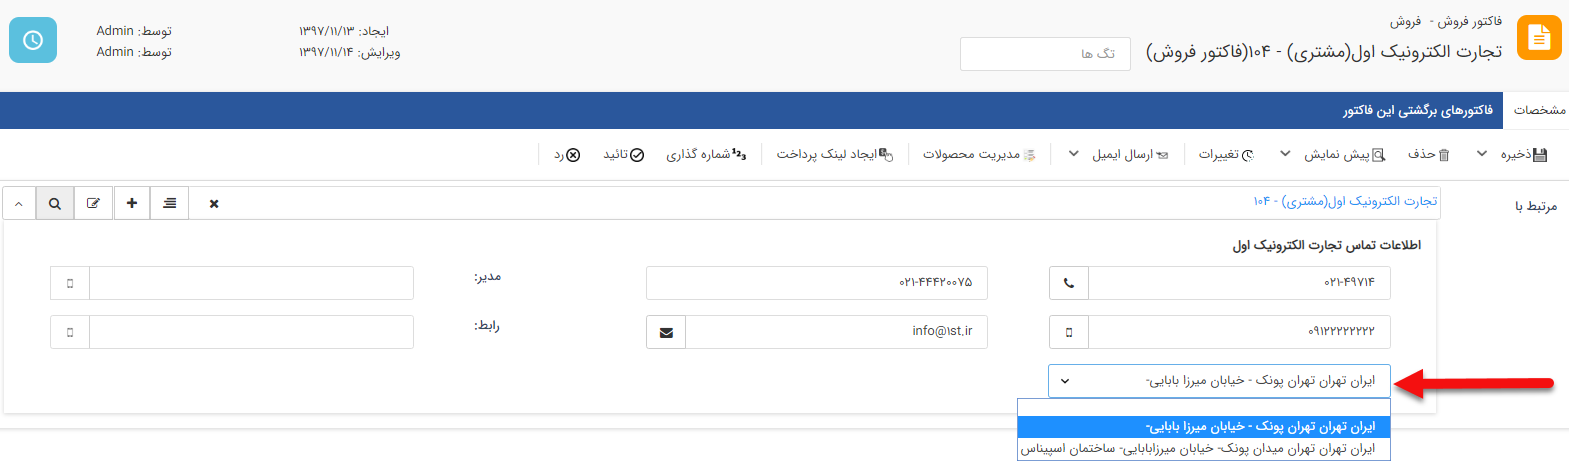 فاکتور فروش - فروش
تجارت الکترونیک اول(مشتری) - ۱۰۴(فاکتور فروش)
تگ ها
ایجاد: ۱۳۹۷/۱۱/۱۳
توسط: Admin
ویرایش: ۱۳۹۷/۱۱/۱۴
توسط: Admin
مشخصات
فاکتورهای برگشتی این فاکتور
ذخیره
حذف
پیش نمایش
تغییرات
ارسال ایمیل
مدیریت محصولات
ایجاد لینک پرداخت
شماره گذاری
تائید
رد
مرتبط با
تجارت الکترونیک اول(مشتری) - ۱۰۴
اطلاعات تماس تجارت الکترونیک اول
۰۲۱-۴۹۷۱۴
۰۲۱-۴۴۴۲۰۰۷۵
مدیر:
۰۹۱۲۲۲۲۲۲۲۲
info@۱st.ir
رابط:
ایران تهران تهران پونک - خیابان میرزا بابایی-
ایران تهران تهران پونک - خیابان میرزا بابایی-
ایران تهران تهران میدان پونک- خیابان میرزابابایی- ساختمان اسپیناس